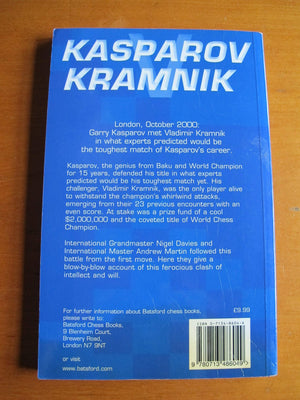 KASPAROV
V
KRAMNIK
London, October 2000:
Garry Kasparov met Vladimir Kramnik
in what experts predicted would be
the toughest match of Kasparov's career.
Kasparov, the genius from Baku and World Champion
for 15 years, defended his title in what experts
predicted would be his toughest match yet. His
challenger, Vladimir Kramnik, was the only player alive
to withstand the champion's whirlwind attacks,
emerging from their 23 previous encounters with
an even score. At stake was a prize fund of a cool
$2,000,000 and the coveted title of World Chess
Champion.
International Grandmaster Nigel Davies and
International Master Andrew Martin followed this
battle from the first move. Here they give a
blow-by-blow account of this ferocious clash of
intellect and will.
For further information about Batsford chess books,
please write to:
Batsford Chess Books,
9 Blenheim Court,
Brewery Road,
London N7 9NT
or visit
www.batsford.com
£9.99
ISBN 0-7134-8604-X
9 780713 486049